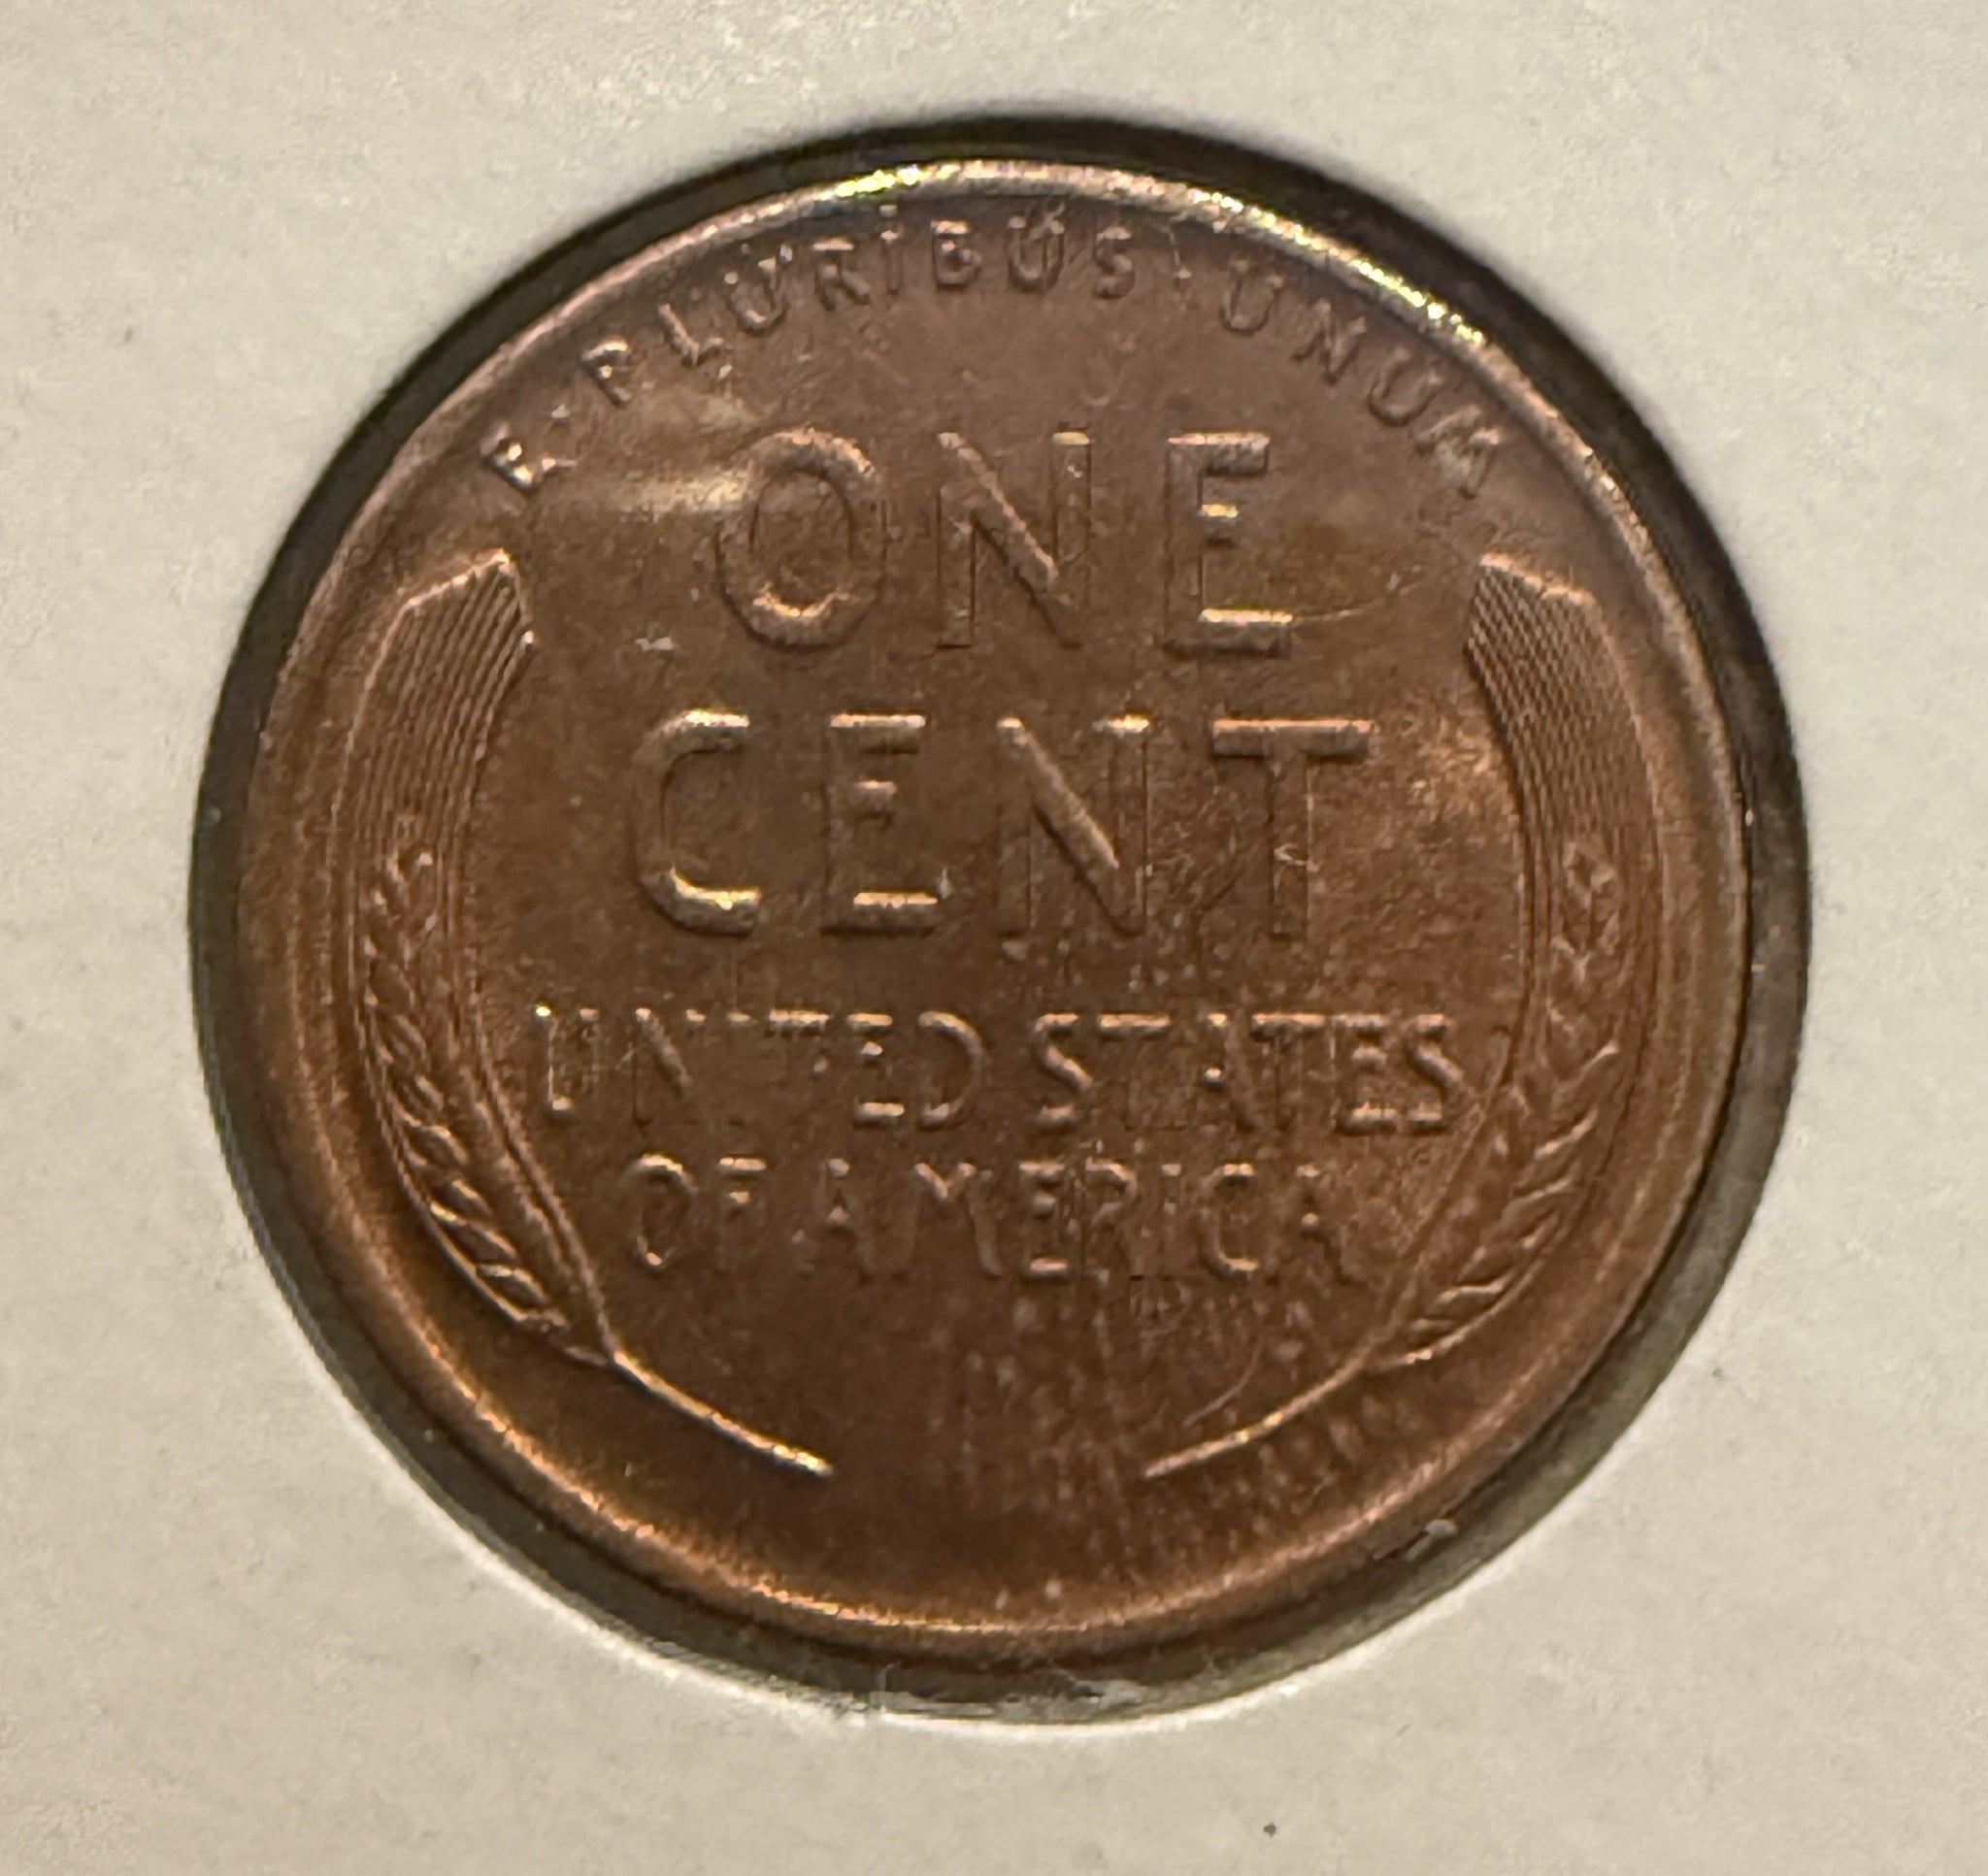 E·PLURIBUS·UNUM
ONE
CENT
UNITED STATES
OF AMERICA